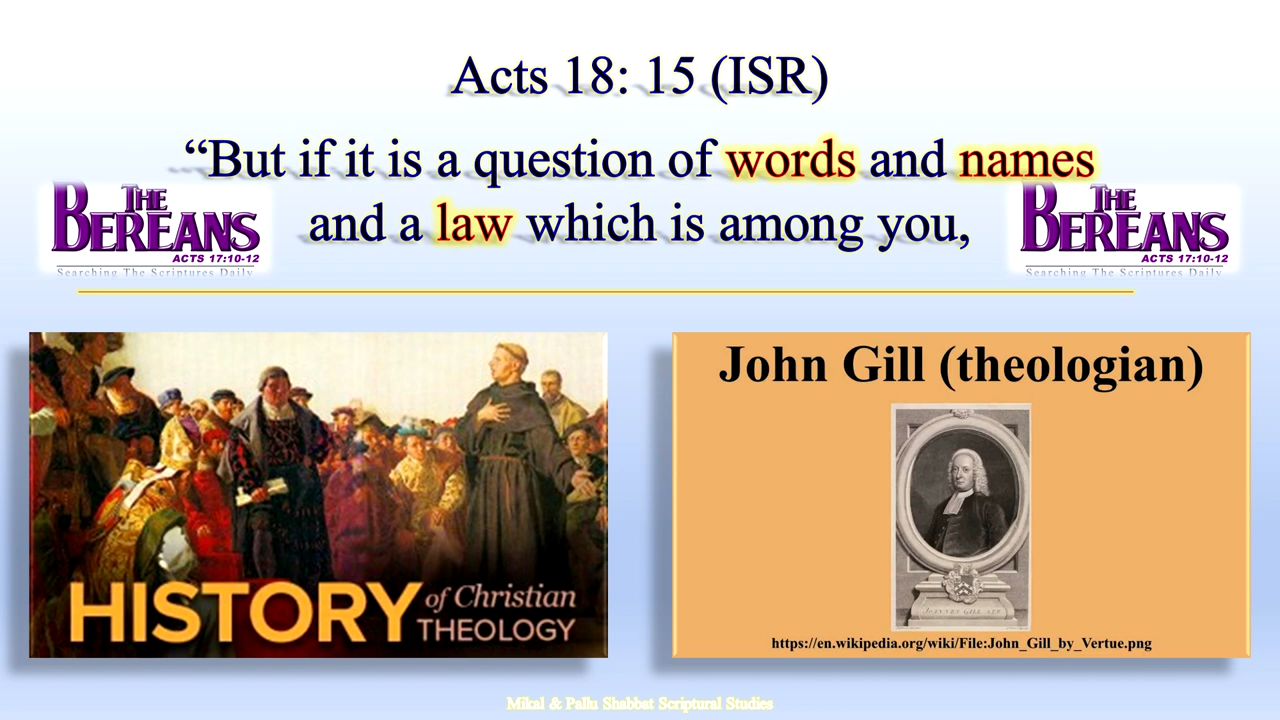 Acts 18: 15 (ISR)
“But if it is a question of words and names
and a law which is among you,
THE
BEREANS
ACTS 17:10-12
Searching The Scriptures Daily
THE
BEREANS
ACTS 17:10-12
Searching The Scriptures Daily
HISTORY of Christian
THEOLOGY
John Gill (theologian)
https://en.wikipedia.org/wiki/File:John_Gill_by_Vertue.png
Mikal & Pallu Shabbat Scriptural Studies